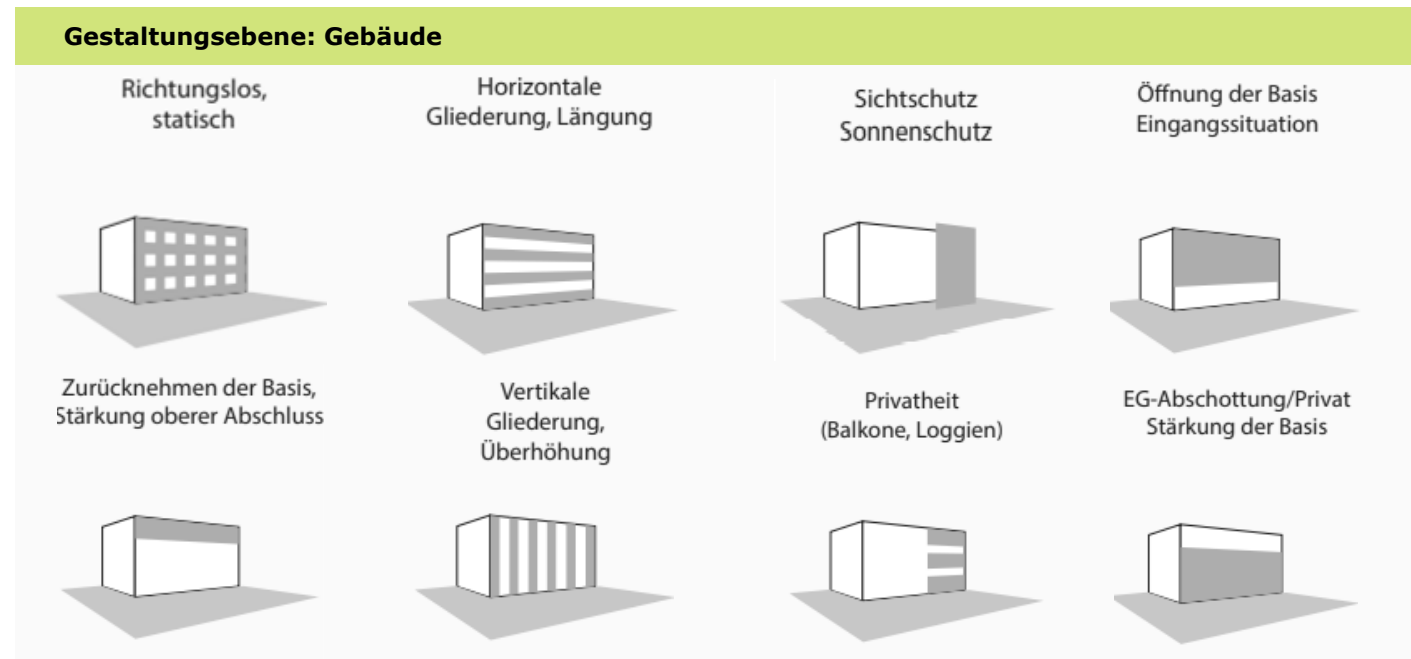 Gestaltungsebene: Gebäude
Richtungslos,
statisch
Horizontale
Gliederung, Längung
Sichtschutz
Sonnenschutz
Öffnung der Basis
Eingangssituation
Zurücknehmen der Basis,
Stärkung oberer Abschluss
Vertikale
Gliederung,
Überhöhung
Privatheit
(Balkone, Loggien)
EG-Abschottung/Privat
Stärkung der Basis